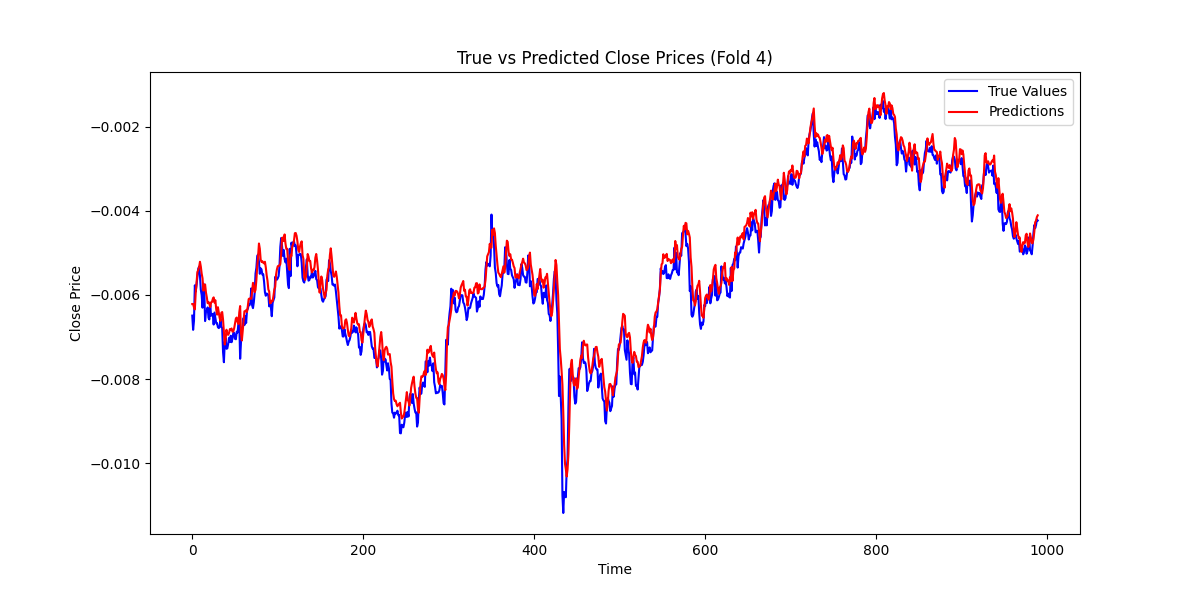 True vs Predicted Close Prices (Fold 4)
True Values
Predictions
−0.002
−0.004
−0.006
−0.008
−0.010
Close Price
0
200
400
600
800
1000
Time